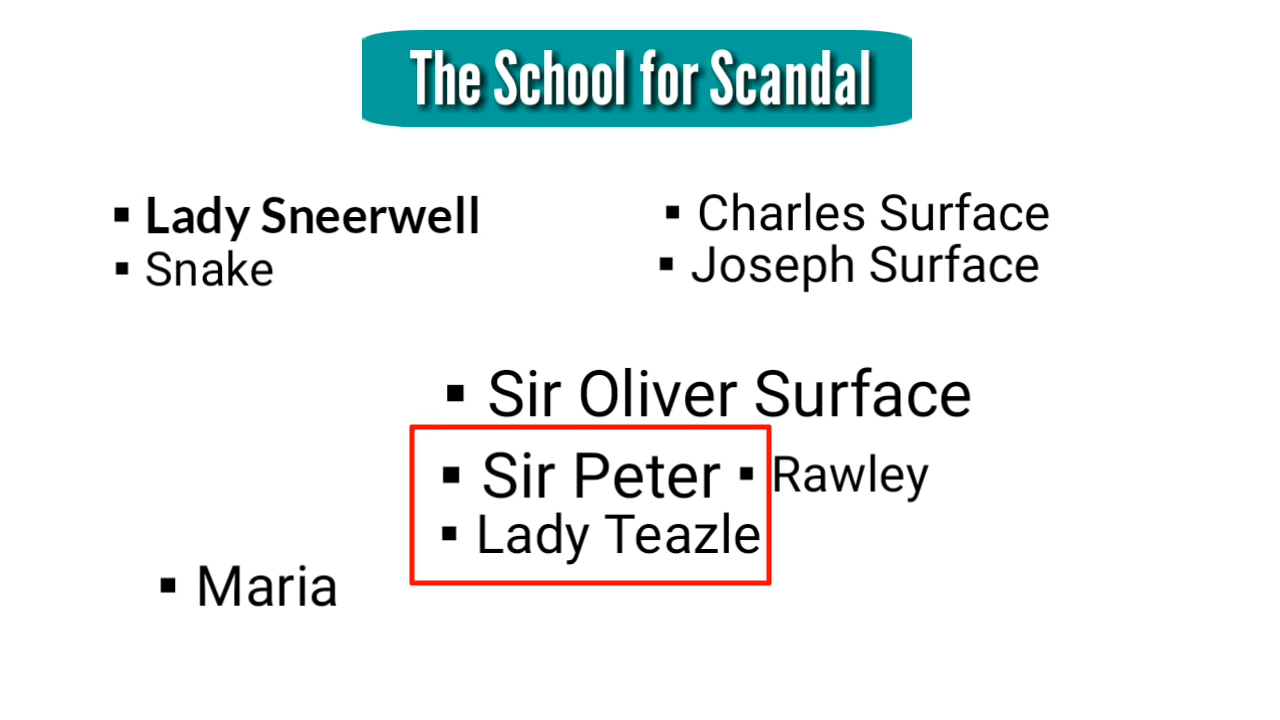 The School for Scandal
▪ Lady Sneerwell
▪ Snake
▪ Charles Surface
▪ Joseph Surface
▪ Sir Oliver Surface
▪ Sir Peter ▪ Rawley
▪ Lady Teazle
▪ Maria